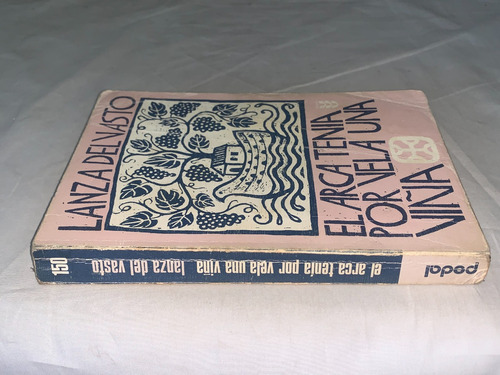 LANZA DEL VASTO
EL ARCA TENIA
POR VELA UNA
VIÑA
150
el arca tenía por vela una viña lanza del vasto
pedal